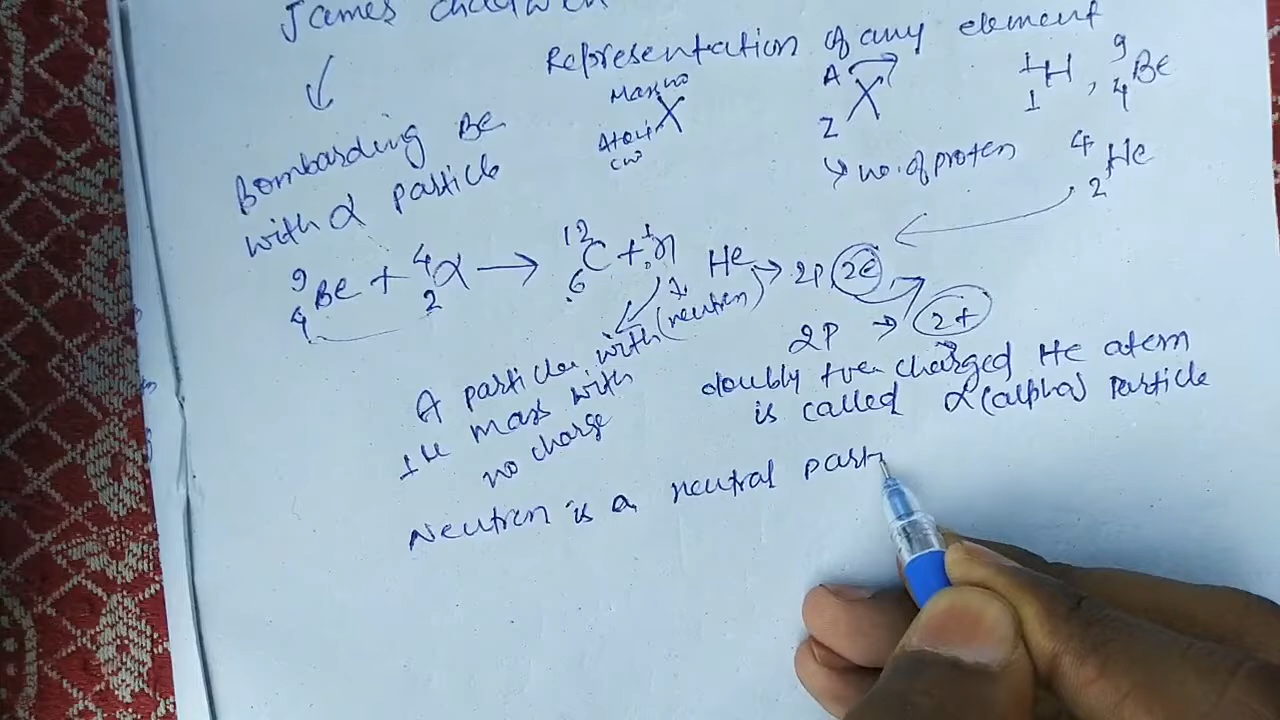 James
Representation of any element
Mass no
X
Atomic
no
A
X
Z
1
H
1
,
9
Be
4
↳ no. of proton
4
He
2
Bombarding Be
with α particle
9
4 Be + 4
2 α → 12
6 C + 1
0 n
(neutron)
He → 2P 2e
2P → 2+
A particle with
1u mass with
no charge
doubly +ve charged He atom
is called α(alpha) particle
Neutron is a neutral part